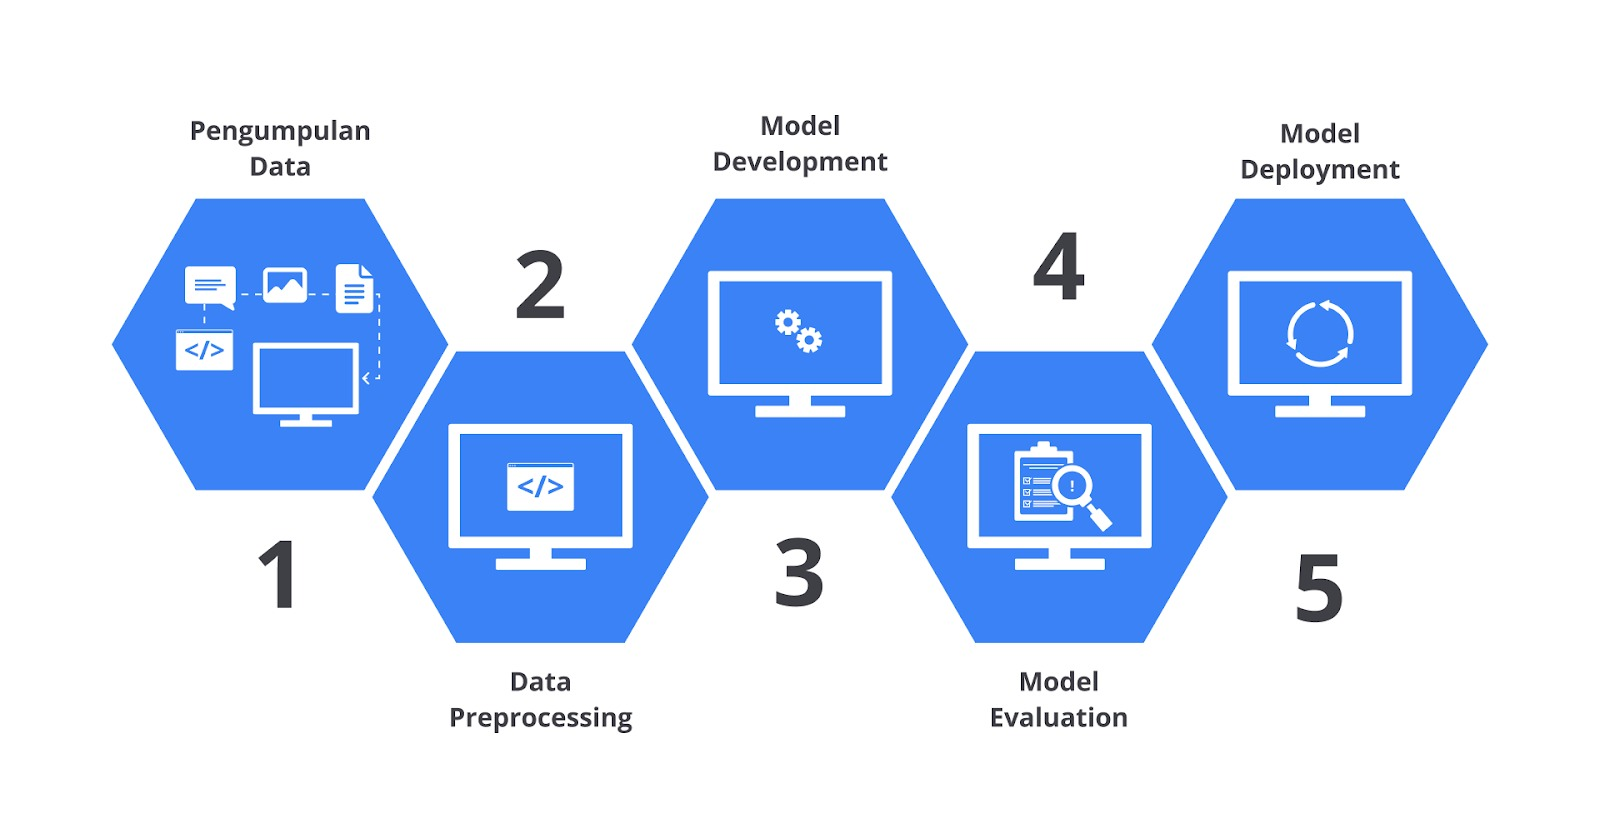 Pengumpulan
Data
1
2
Data
Preprocessing
Model
Development
3
4
Model
Evaluation
Model
Deployment
5
</>
</>
!